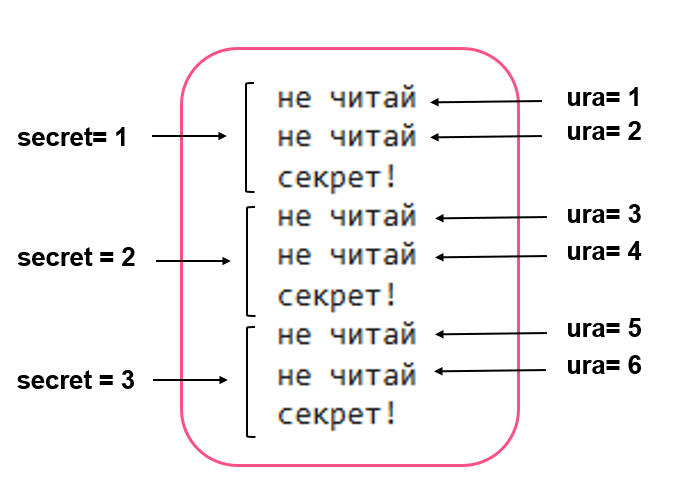 не читай
ura= 1
secret= 1
не читай
ura= 2
секрет!
не читай
ura= 3
secret = 2
не читай
ura= 4
секрет!
не читай
ura= 5
secret = 3
не читай
ura= 6
секрет!